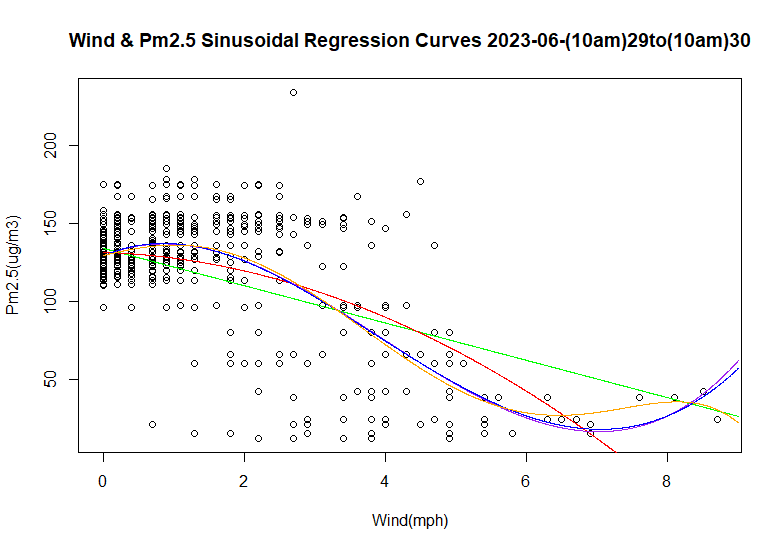 Wind & Pm2.5 Sinusoidal Regression Curves 2023-06-(10am)29to(10am)30
200
150
100
50
Pm2.5(ug/m3)
0 2 4 6 8
Wind(mph)